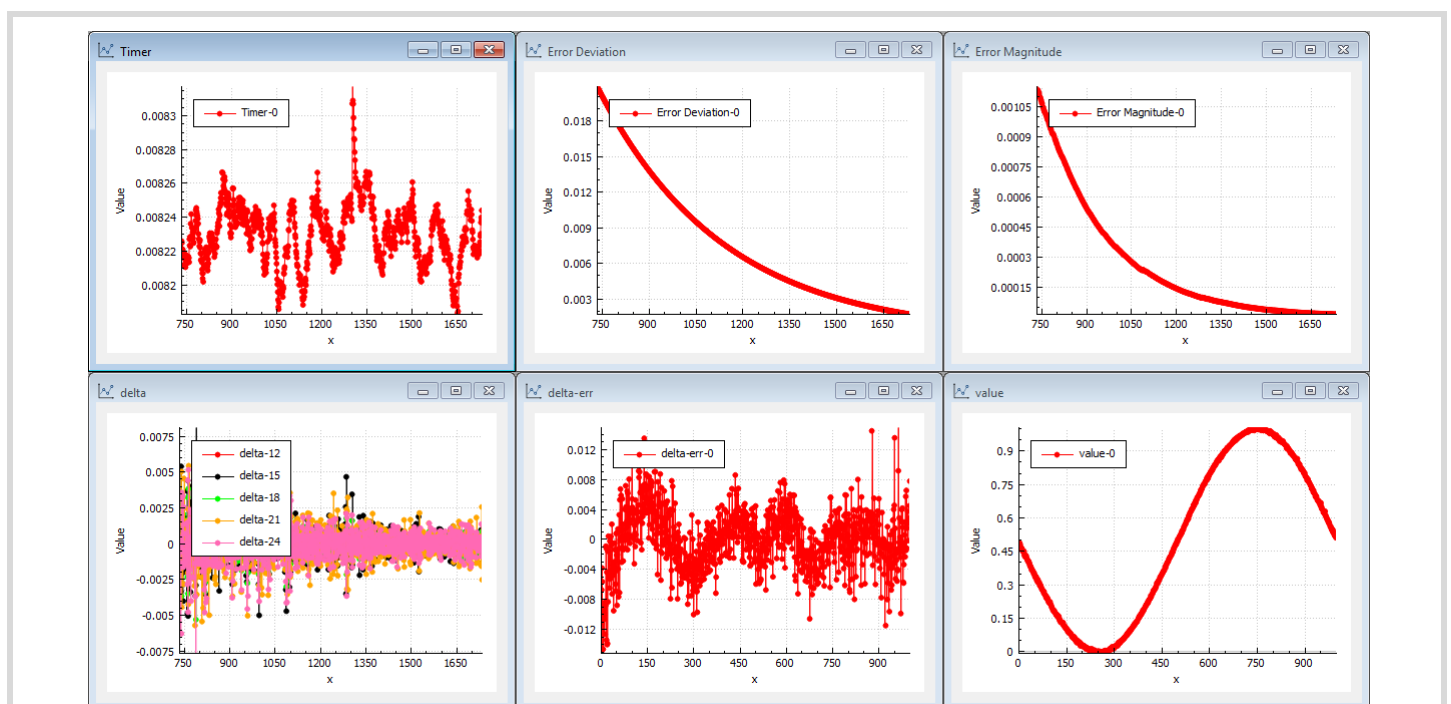 Timer
Timer-0
0.0083
0.00828
0.00826
0.00824
0.00822
0.0082
Value
750 900 1050 1200 1350 1500 1650
x
Error Deviation
Error Deviation-0
0.018
0.015
0.012
0.009
0.006
0.003
Value
750 900 1050 1200 1350 1500 1650
x
Error Magnitude
Error Magnitude-0
0.00105
0.0009
0.00075
0.0006
0.00045
0.0003
0.00015
Value
750 900 1050 1200 1350 1500 1650
x
delta
delta-12
delta-15
delta-18
delta-21
delta-24
0.0075
0.005
0.0025
0
-0.0025
-0.005
-0.0075
Value
750 900 1050 1200 1350 1500 1650
x
delta-err
delta-err-0
0.012
0.008
0.004
0
-0.004
-0.008
-0.012
Value
0 150 300 450 600 750 900
x
value
value-0
0.9
0.75
0.6
0.45
0.3
0.15
0
Value
0 150 300 450 600 750 900
x